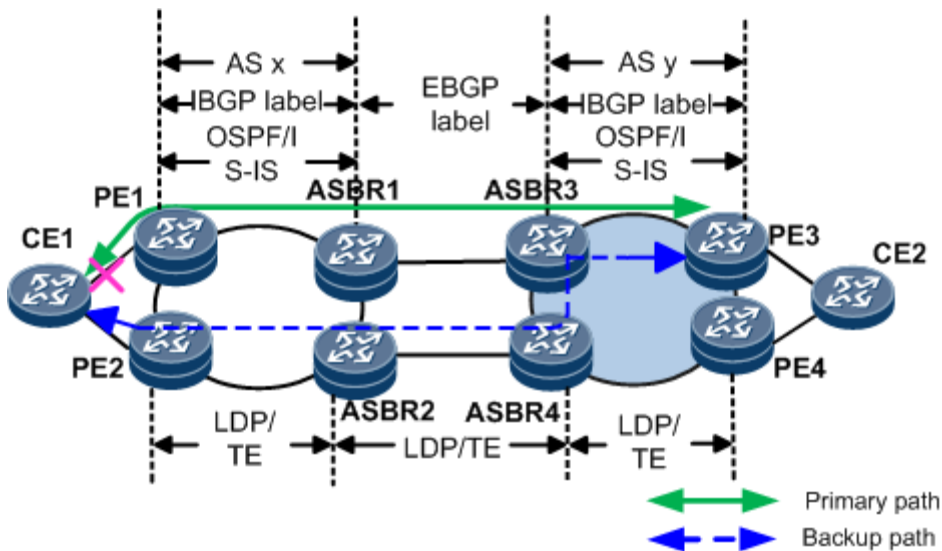 AS x
AS y
IBGP label
EBGP
label
IBGP label
OSPF/I
S-IS
OSPF/I
S-IS
PE1
ASBR1
ASBR3
CE1
PE3
CE2
PE2
PE4
ASBR2
ASBR4
LDP/
TE
LDP/TE
LDP/
TE
Primary path
Backup path